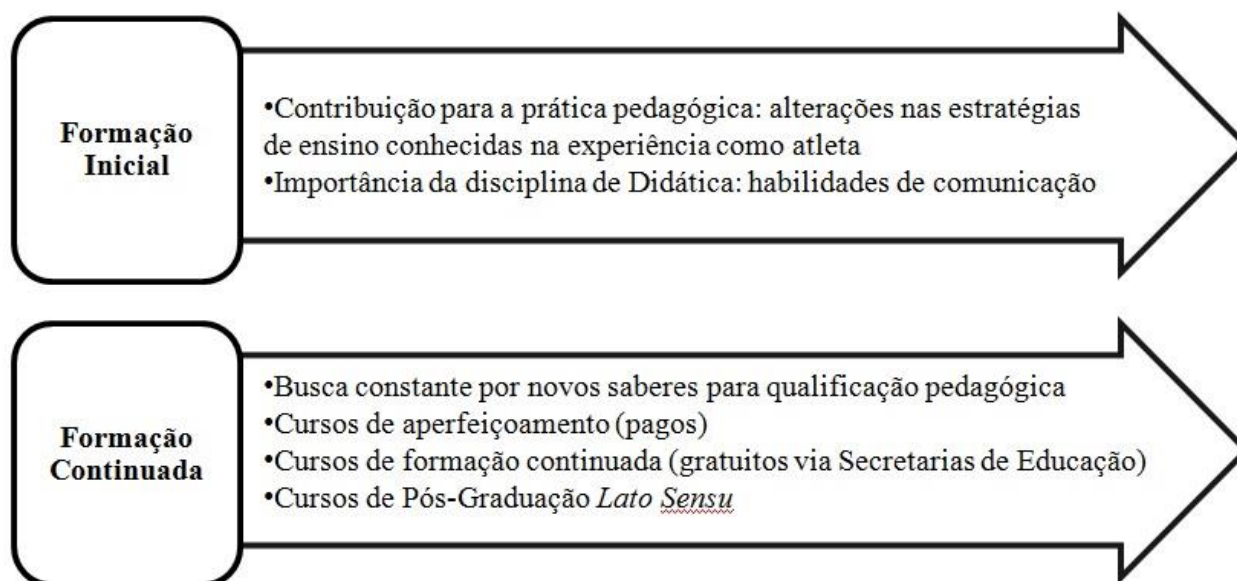 Formação
Inicial
•Contribuição para a prática pedagógica: alterações nas estratégias
de ensino conhecidas na experiência como atleta
•Importância da disciplina de Didática: habilidades de comunicação
Formação
Continuada
•Busca constante por novos saberes para qualificação pedagógica
•Cursos de aperfeiçoamento (pagos)
•Cursos de formação continuada (gratuitos via Secretarias de Educação)
•Cursos de Pós-Graduação Lato Sensu